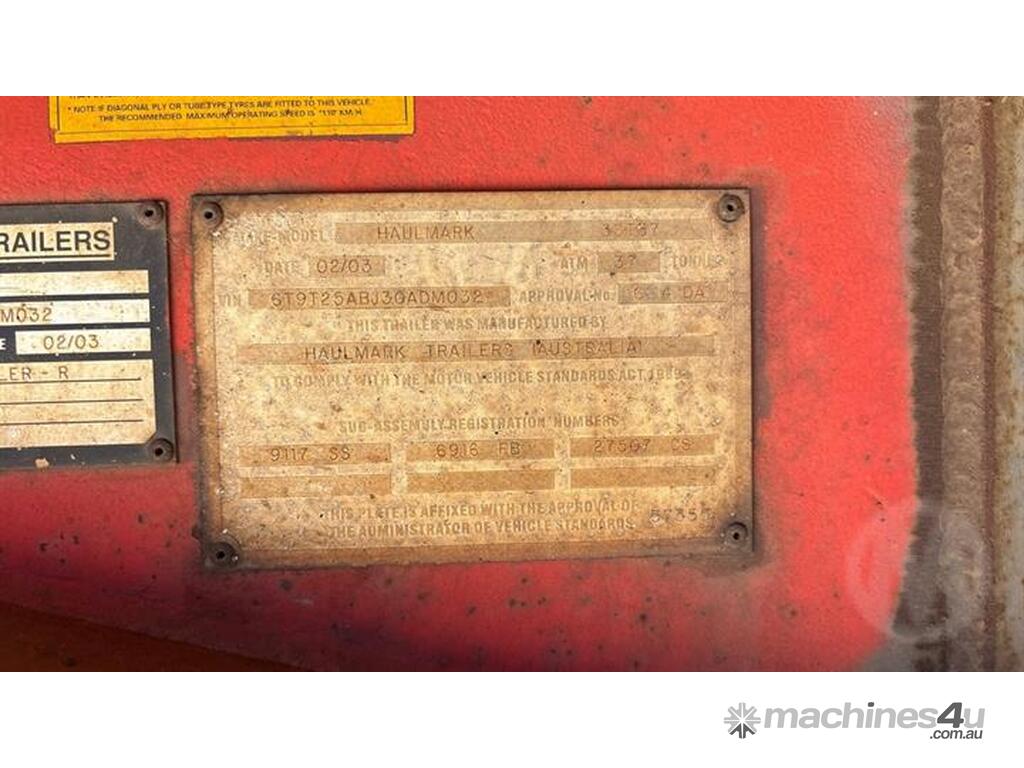 * NOTE IF DIAGONAL PLY OR TUBE TYPE TYRES ARE FITTED TO THIS VEHICLE.
THE RECOMMENDED MAXIMUM OPERATING SPEED IS "110" KM/H
RAILERS
M032
E 02/03
LER - R
MODEL HAULMARK
DATE 02/03 ATM 37 TONNES
VIN 6T9T25ABJ30ADM032 APPROVAL No. DA
"THIS TRAILER WAS MANUFACTURED BY
HAULMARK TRAILERS (AUSTRALIA)
TO COMPLY WITH THE MOTOR VEHICLE STANDARDS ACT 1989"
SUB-ASSEMBLY REGISTRATION NUMBERS
9117 SS 6916 FB 27507 CS
THIS PLATE IS AFFIXED WITH THE APPROVAL OF
THE ADMINISTRATOR OF VEHICLE STANDARDS
machines4u
.com.au